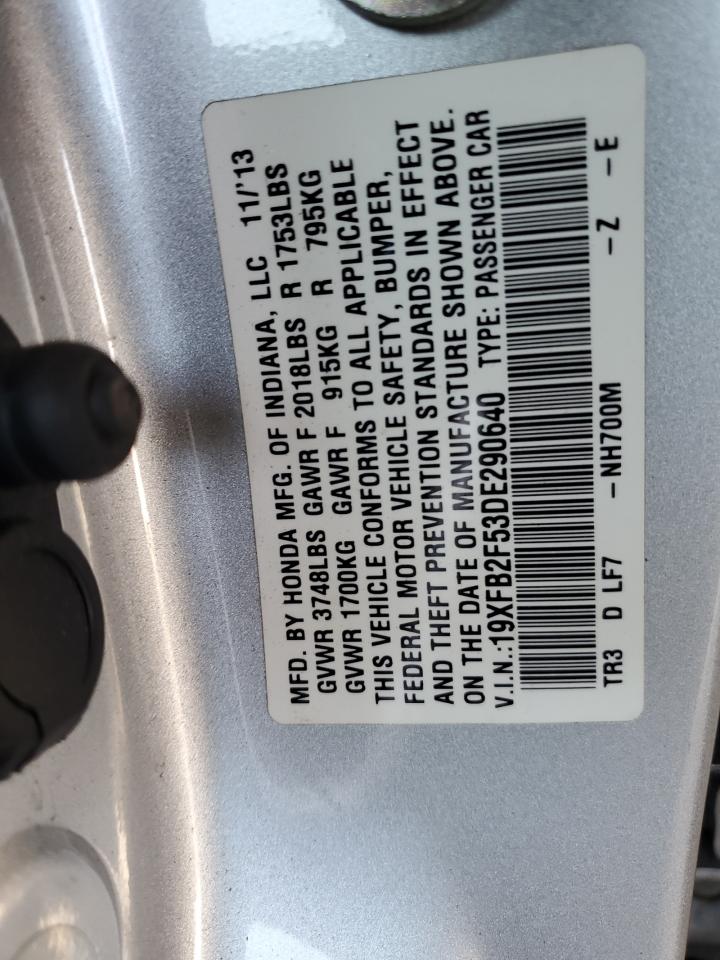 MFD. BY HONDA MFG. OF INDIANA, LLC 11/'13
GVWR 3748LBS GAWR F 2018LBS R 1753LBS
GVWR 1700KG GAWR F 915KG R 795KG
THIS VEHICLE CONFORMS TO ALL APPLICABLE
FEDERAL MOTOR VEHICLE SAFETY, BUMPER,
AND THEFT PREVENTION STANDARDS IN EFFECT
ON THE DATE OF MANUFACTURE SHOWN ABOVE.
V.I.N.:19XFB2F53DE290640 TYPE: PASSENGER CAR
TR3 D LF7 -NH700M -Z -E